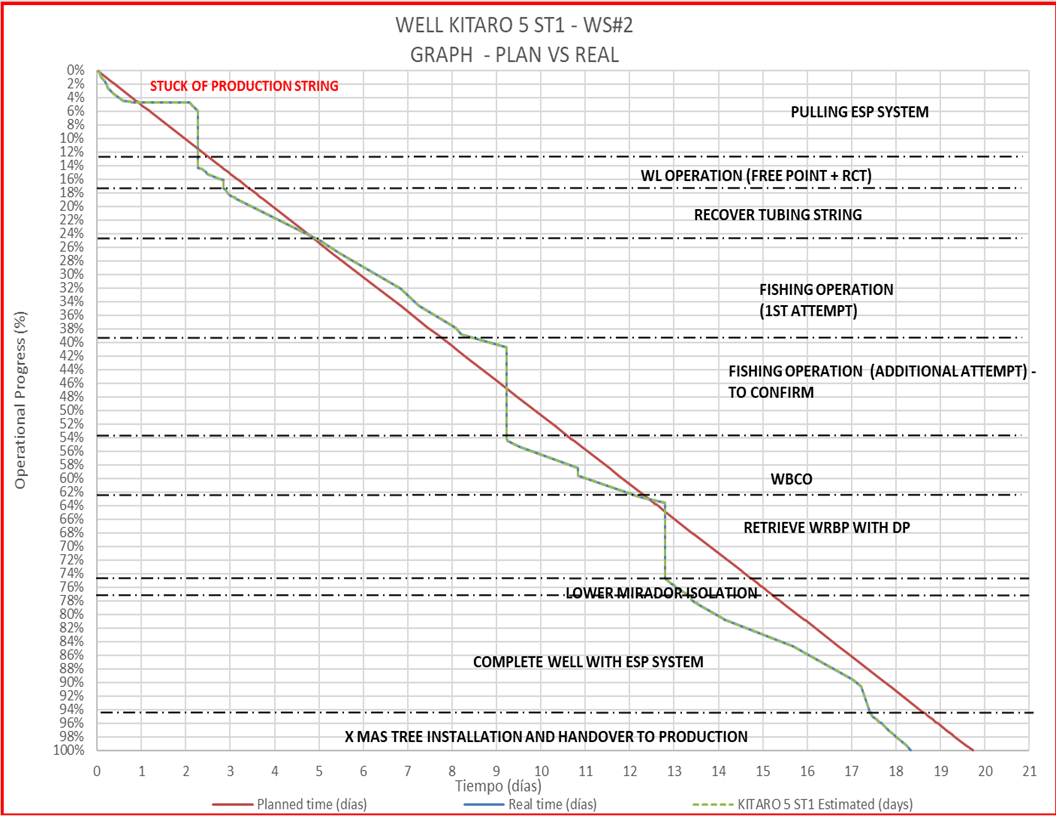 WELL KITARO 5 ST1 - WS#2
GRAPH - PLAN VS REAL
0%
2%
4%
6%
8%
10%
12%
14%
16%
18%
20%
22%
24%
26%
28%
30%
32%
34%
36%
38%
40%
42%
44%
46%
48%
50%
52%
54%
56%
58%
60%
62%
64%
66%
68%
70%
72%
74%
76%
78%
80%
82%
84%
86%
88%
90%
92%
94%
96%
98%
100%
Operational Progress (%)
STUCK OF PRODUCTION STRING
PULLING ESP SYSTEM
WL OPERATION (FREE POINT + RCT)
RECOVER TUBING STRING
FISHING OPERATION
(1ST ATTEMPT)
FISHING OPERATION (ADDITIONAL ATTEMPT) -
TO CONFIRM
WBCO
RETRIEVE WRBP WITH DP
LOWER MIRADOR ISOLATION
COMPLETE WELL WITH ESP SYSTEM
X MAS TREE INSTALLATION AND HANDOVER TO PRODUCTION
0 1 2 3 4 5 6 7 8 9 10 11 12 13 14 15 16 17 18 19 20 21
Tiempo (días)
Planned time (días) Real time (días) KITARO 5 ST1 Estimated (days)